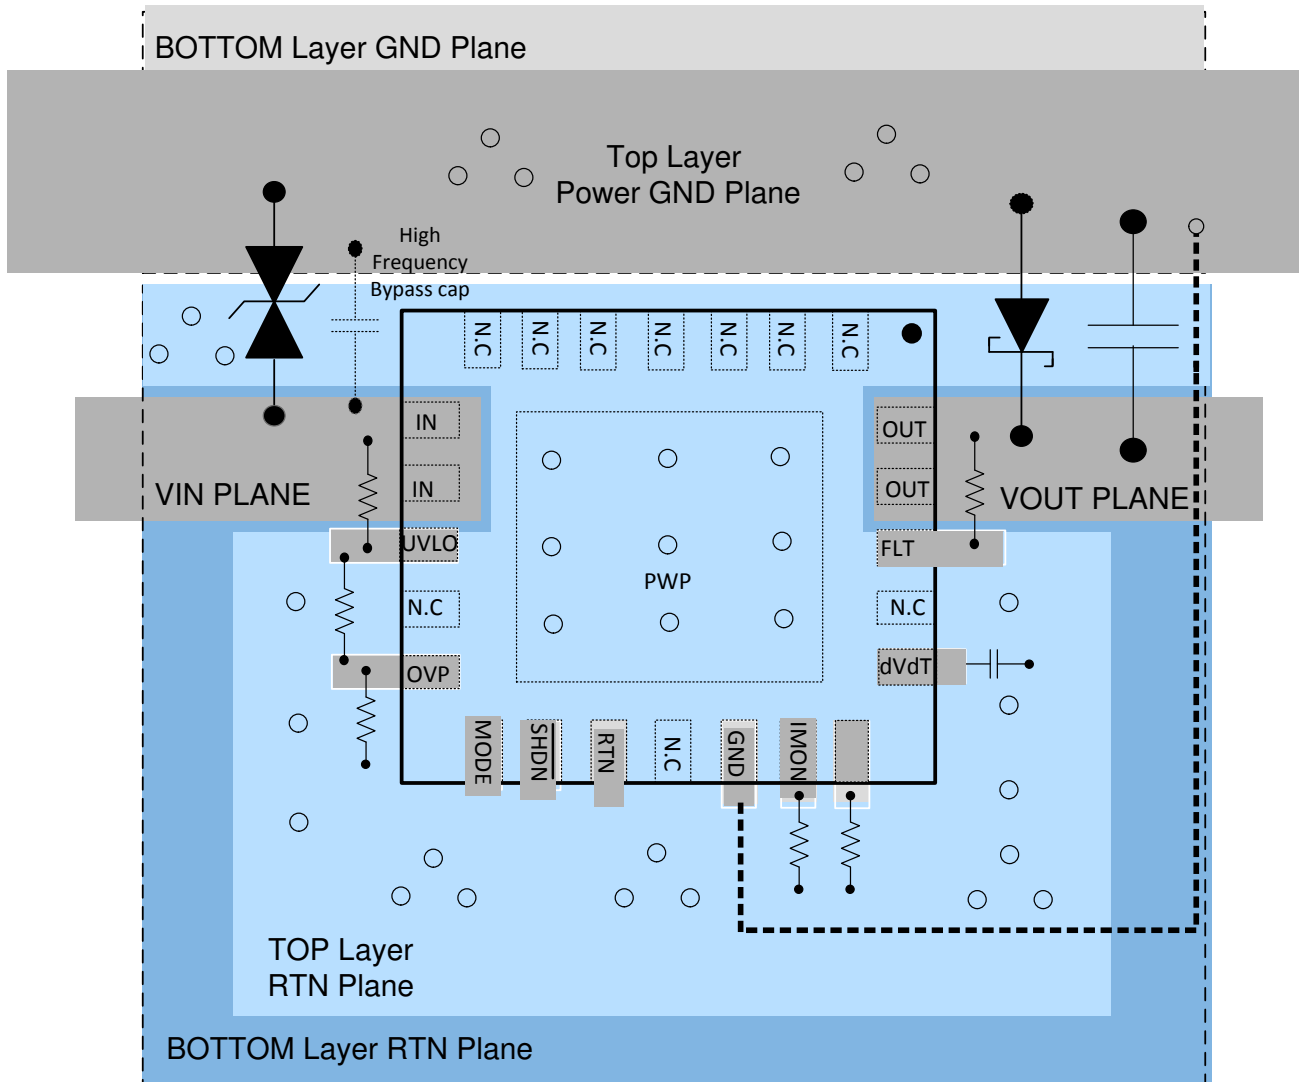 BOTTOM Layer GND Plane
Top Layer
Power GND Plane
High
Frequency
Bypass cap
N.C
N.C
N.C
N.C
N.C
N.C
N.C
IN
OUT
IN
OUT
VIN PLANE
VOUT PLANE
UVLO
FLT
PWP
N.C
N.C
OVP
dVdT
MODE
SHDN
RTN
N.C
GND
IMON
TOP Layer
RTN Plane
BOTTOM Layer RTN Plane